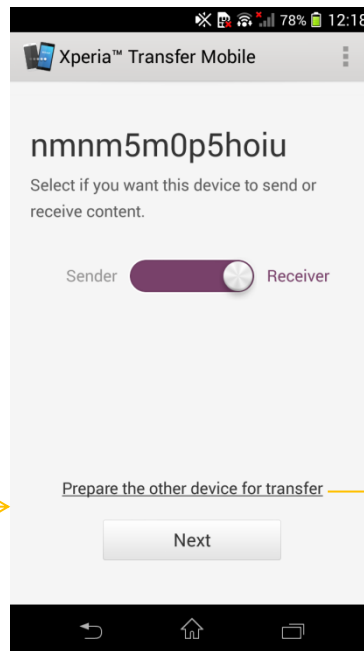 78% 12:18
Xperia™ Transfer Mobile
nmnm5m0p5hoiu
Select if you want this device to send or
receive content.
Sender Receiver
Prepare the other device for transfer
Next